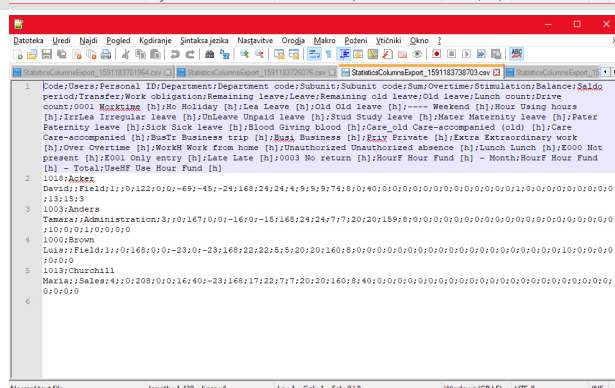 Datoteka Uredi Najdi Pogled Kodiranje Sintaksa jezika Nastavitve Orodja Makro Poženi Vtičniki Okno ?
StatisticsColumnsExport_1591183701964.csv StatisticsColumnsExport_1591183726076.csv StatisticsColumnsExport_1591183738703.csv StatisticsColumnsExport_15
1 Code;Users;Personal ID;Department;Department code;Subunit;Subunit code;Sum;Overtime;Stimulation;Balance;Saldo
period;Transfer;Work obligation;Remaining leave;Leave;Remaining old leave;Old leave;Lunch count;Drive
count;0001 Worktime [h];Ho Holiday [h];Lea Leave [h];Old Old leave [h];---- Weekend [h];Hour Using hours
[h];IrrLea Irregular leave [h];UnLeave Unpaid leave [h];Stud Study leave [h];Mater Maternity leave [h];Pater
Paternity leave [h];Sick Sick leave [h];Blood Giving blood [h];Care_old Care-accompanied (old) [h];Care
Care-accompanied [h];BusTr Business trip [h];Busi Business [h];Priv Private [h];Extra Extraordinary work
[h];Over Overtime [h];WorkH Work from home [h];Unauthorized Unauthorized absence [h];Lunch Lunch [h];E000 Not
present [h];E001 Only entry [h];Late Late [h];0003 No return [h];HourF Hour Fund [h] - Month;HourF Hour Fund
[h] - Total;UseHF Use Hour Fund [h]
2 1018;Acker
David;;Field;1;;0;122;0;0;-69;-45;-24;168;24;24;4;9;9;9;74;8;0;40;0;0;0;0;0;0;0;0;0;0;0;0;0;1;0;0;0;0;0;0;0;0
;13;15;3
3 1003;Anders
Tamara;;Administration;3;;0;167;0;0;-16;0;-15;168;24;24;7;7;20;20;159;8;0;0;0;0;0;0;0;0;0;0;0;0;0;0;0;0;0;0;0
;10;0;0;1;0;0;0;0
4 1000;Brown
Luis;;Field;1;;0;168;0;0;-23;0;-23;168;22;22;5;5;20;20;160;8;0;0;0;0;0;0;0;0;0;0;0;0;0;0;0;0;0;0;10;0;0;0;0
;0;0;0
5 1013;Churchill
Maria;;Sales;4;;0;208;0;0;16;40;-23;168;17;22;7;7;20;20;160;8;40;0;0;0;0;0;0;0;0;0;0;0;0;0;0;0;0;0;0;0;0;0;0;
0;0;0;0
6